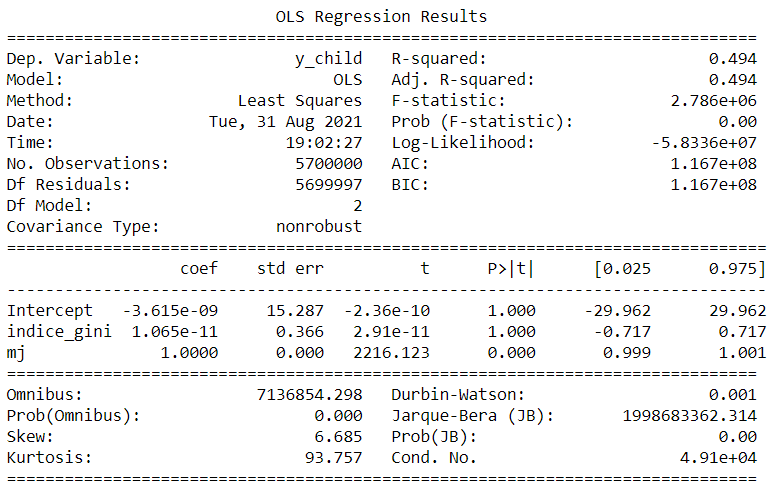 OLS Regression Results
==============================================================================
Dep. Variable:                y_child   R-squared:                       0.494
Model:                            OLS   Adj. R-squared:                  0.494
Method:                 Least Squares   F-statistic:                 2.786e+06
Date:                Tue, 31 Aug 2021   Prob (F-statistic):               0.00
Time:                        19:02:27   Log-Likelihood:            -5.8336e+07
No. Observations:             5700000   AIC:                         1.167e+08
Df Residuals:                 5699997   BIC:                         1.167e+08
Df Model:                           2
Covariance Type:            nonrobust
===============================================================================
                  coef    std err          t      P>|t|      [0.025      0.975]
-------------------------------------------------------------------------------
Intercept   -3.615e-09     15.287  -2.36e-10      1.000     -29.962      29.962
indice_gini  1.065e-11      0.366   2.91e-11      1.000      -0.717       0.717
mj              1.0000      0.000   2216.123      0.000       0.999       1.001
==============================================================================
Omnibus:                  7136854.298   Durbin-Watson:                   0.001
Prob(Omnibus):                  0.000   Jarque-Bera (JB):       1998683362.314
Skew:                           6.685   Prob(JB):                         0.00
Kurtosis:                      93.757   Cond. No.                     4.91e+04
==============================================================================